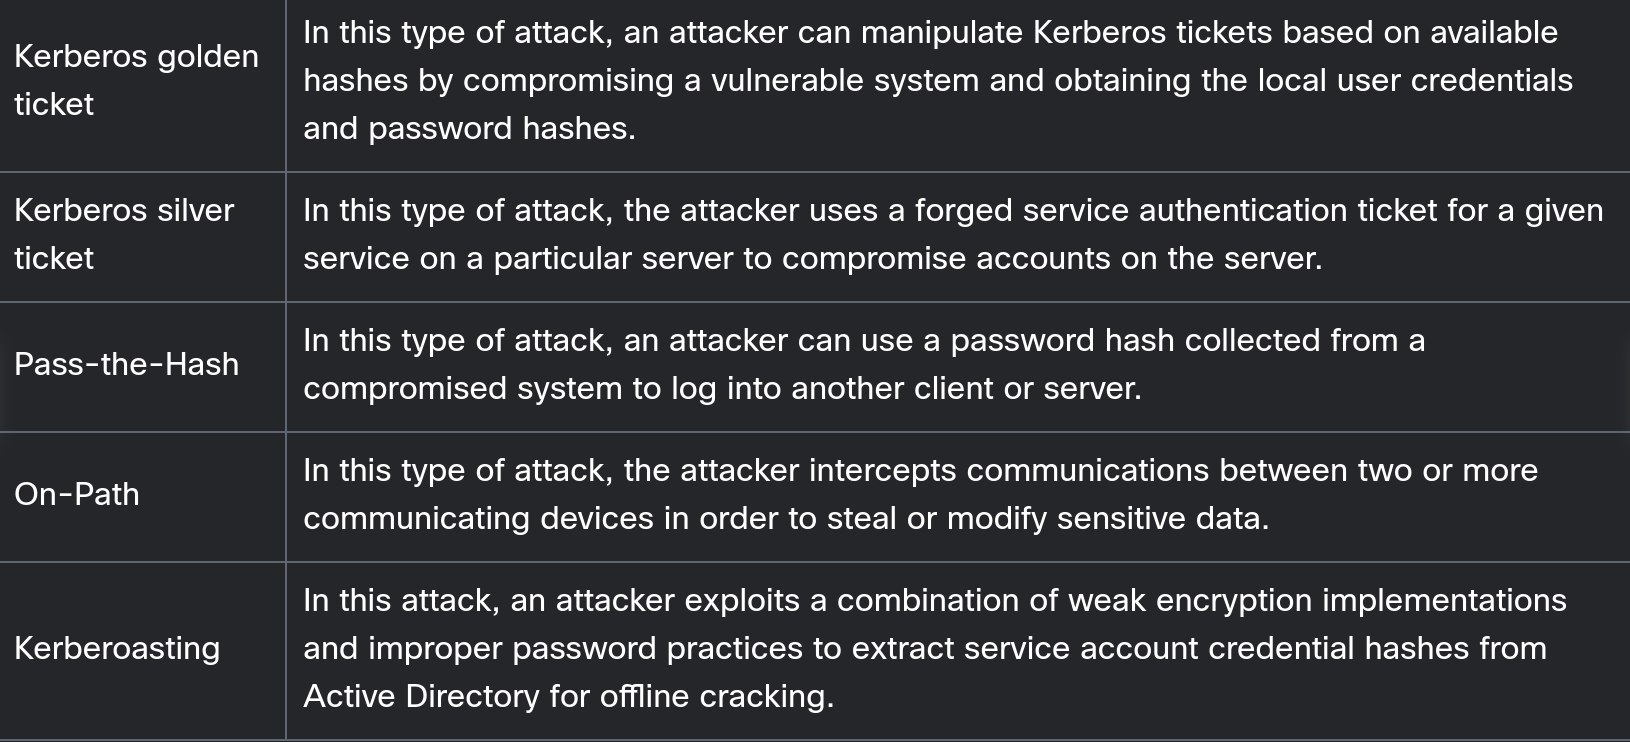 Kerberos golden
ticket
In this type of attack, an attacker can manipulate Kerberos tickets based on available
hashes by compromising a vulnerable system and obtaining the local user credentials
and password hashes.
Kerberos silver
ticket
In this type of attack, the attacker uses a forged service authentication ticket for a given
service on a particular server to compromise accounts on the server.
Pass-the-Hash
In this type of attack, an attacker can use a password hash collected from a
compromised system to log into another client or server.
On-Path
In this type of attack, the attacker intercepts communications between two or more
communicating devices in order to steal or modify sensitive data.
Kerberoasting
In this attack, an attacker exploits a combination of weak encryption implementations
and improper password practices to extract service account credential hashes from
Active Directory for offline cracking.